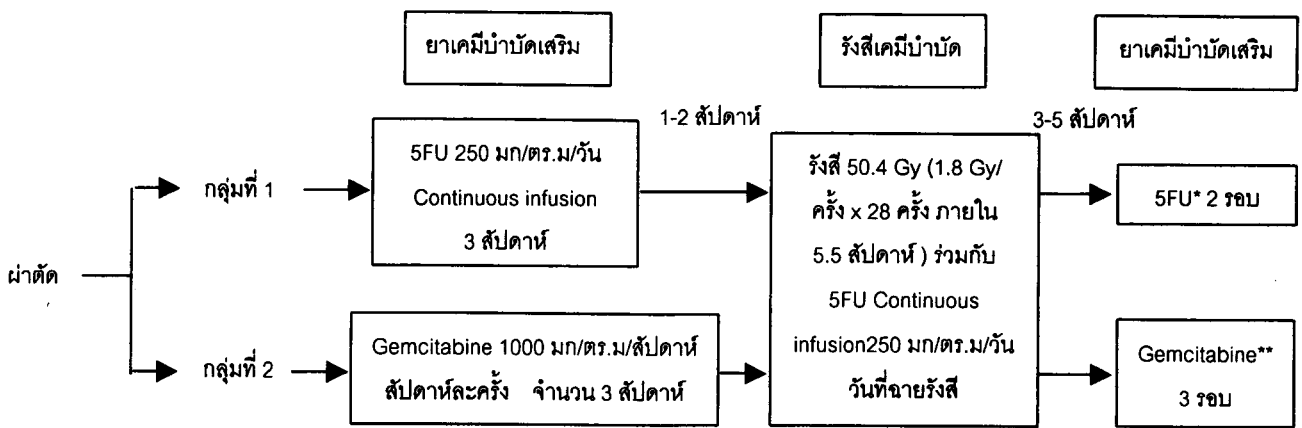 ยาเคมีบำบัดเสริม
รังสีเคมีบำบัด
ยาเคมีบำบัดเสริม
1-2 สัปดาห์
3-5 สัปดาห์
ผ่าตัด
กลุ่มที่ 1
5FU 250 มก/ตร.ม/วัน
Continuous infusion
3 สัปดาห์
กลุ่มที่ 2
Gemcitabine 1000 มก/ตร.ม/สัปดาห์
สัปดาห์ละครั้ง จำนวน 3 สัปดาห์
รังสี 50.4 Gy (1.8 Gy/
ครั้ง x 28 ครั้ง ภายใน
5.5 สัปดาห์ ) ร่วมกับ
5FU Continuous
infusion250 มก/ตร.ม/วัน
วันที่ฉายรังสี
5FU* 2 รอบ
Gemcitabine**
3 รอบ